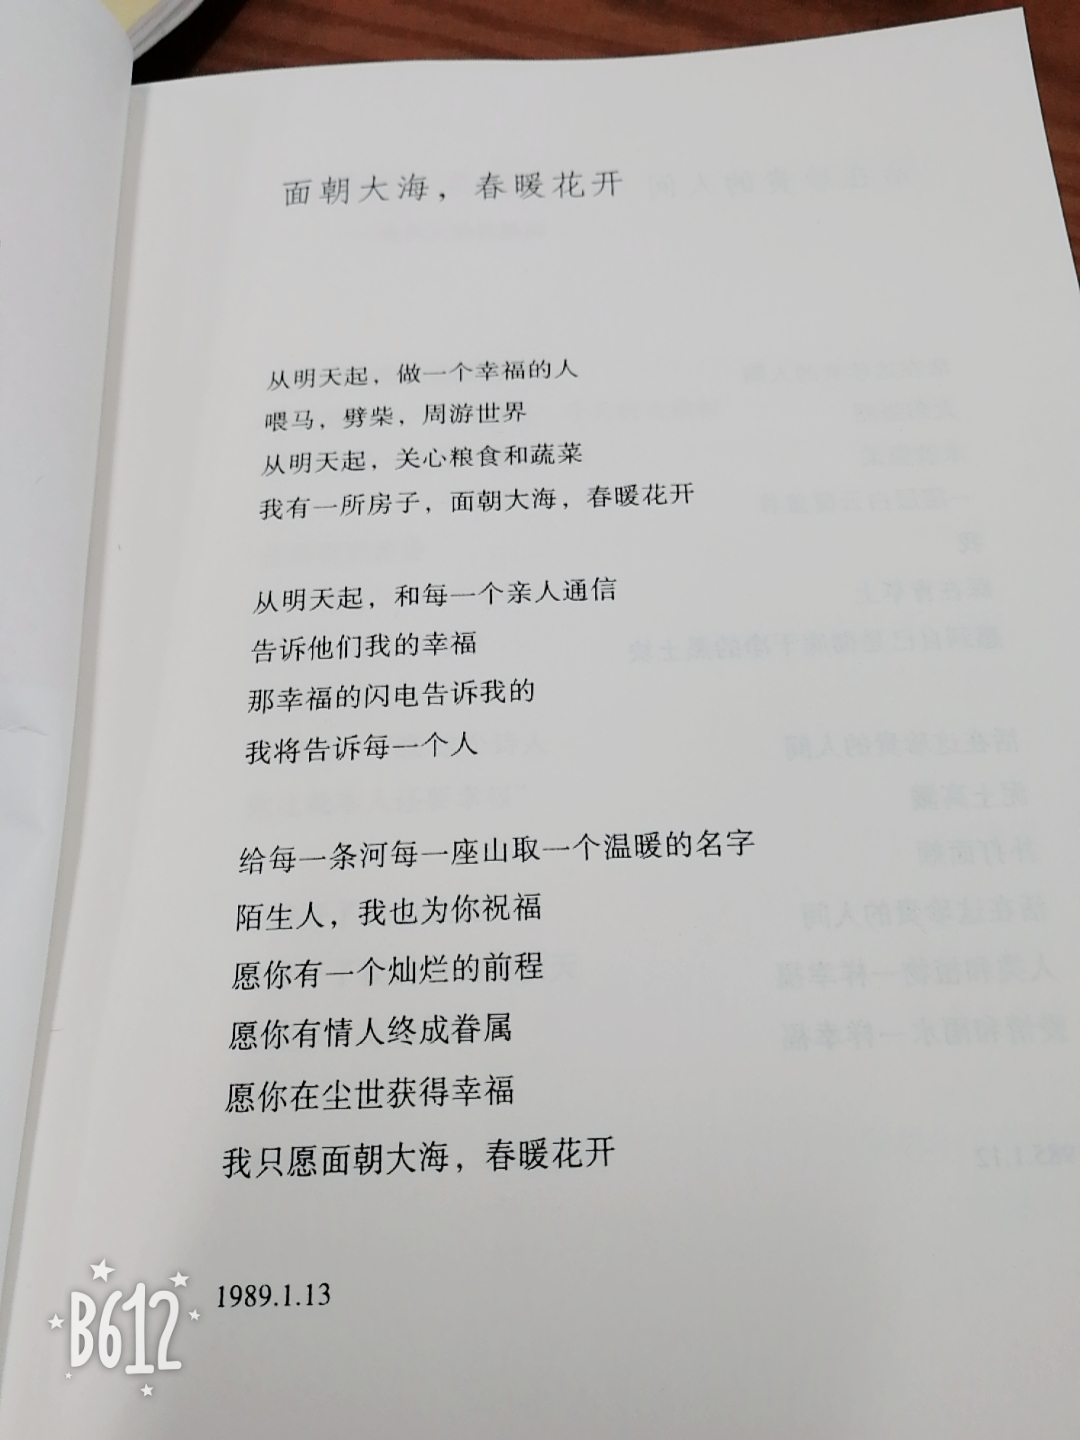 面朝大海，春暖花开
从明天起，做一个幸福的人
喂马，劈柴，周游世界
从明天起，关心粮食和蔬菜
我有一所房子，面朝大海，春暖花开
从明天起，和每一个亲人通信
告诉他们我的幸福
那幸福的闪电告诉我的
我将告诉每一个人
给每一条河每一座山取一个温暖的名字
陌生人，我也为你祝福
愿你有一个灿烂的前程
愿你有情人终成眷属
愿你在尘世获得幸福
我只愿面朝大海，春暖花开
1989.1.13
B612